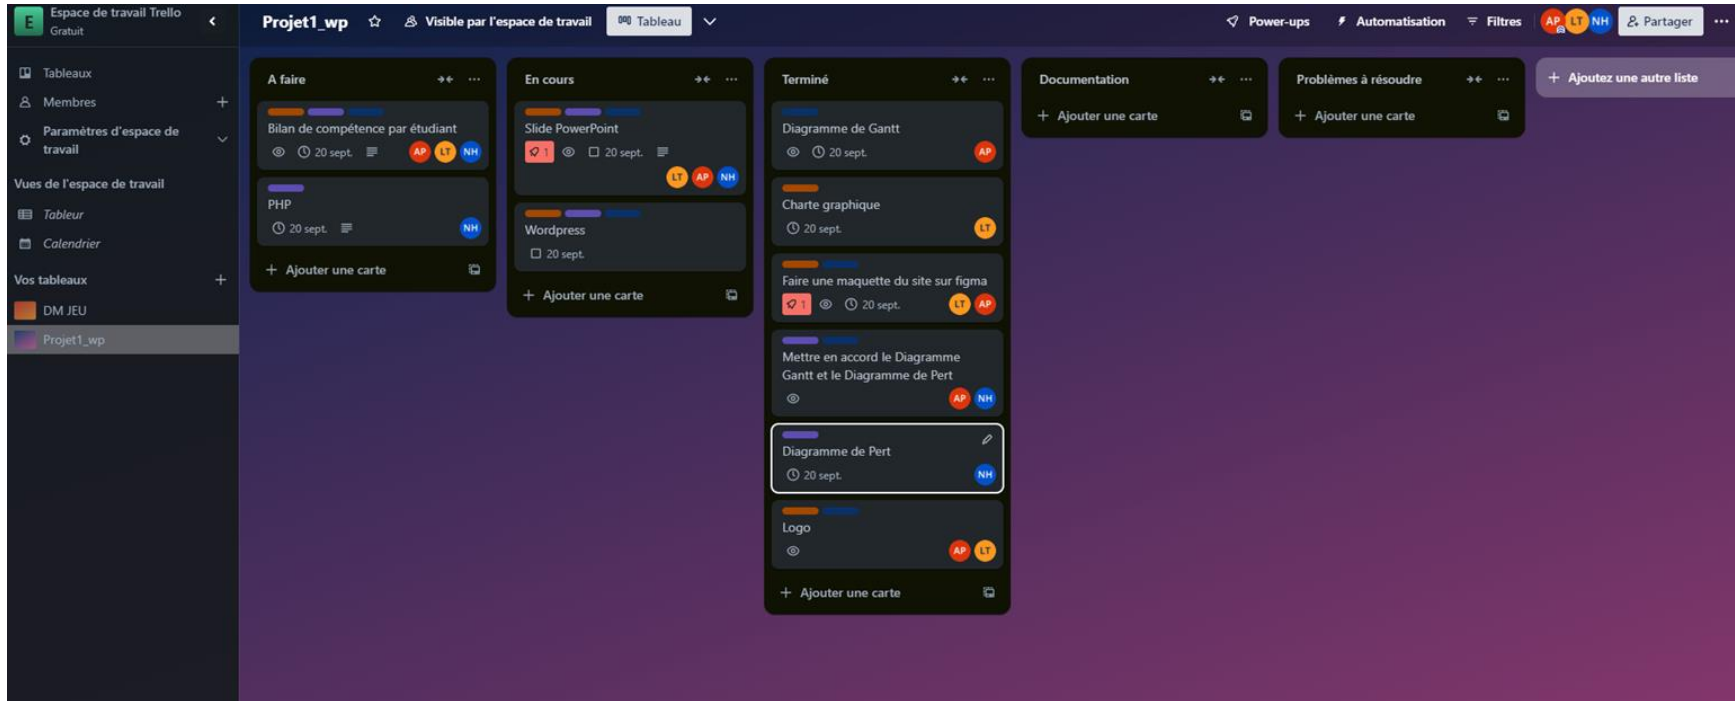 E
Espace de travail Trello
Gratuit
Tableaux
Membres
Paramètres d'espace de
travail
Vues de l'espace de travail
Tableur
Calendrier
Vos tableaux
DM JEU
Projet1_wp
Projet1_wp
Visible par l'espace de travail
Tableau
Power-ups
Automatisation
Filtres
AP LT NH
Partager
A faire
Bilan de compétence par étudiant
20 sept.
AP LT NH
PHP
20 sept.
NH
+ Ajouter une carte
En cours
Slide PowerPoint
1 20 sept.
LT AP NH
Wordpress
20 sept.
+ Ajouter une carte
Terminé
Diagramme de Gantt
20 sept.
AP
Charte graphique
20 sept.
LT
Faire une maquette du site sur figma
1 20 sept.
LT AP
Mettre en accord le Diagramme
Gantt et le Diagramme de Pert
AP NH
Diagramme de Pert
20 sept.
NH
Logo
AP LT
+ Ajouter une carte
Documentation
+ Ajouter une carte
Problèmes à résoudre
+ Ajouter une carte
+ Ajoutez une autre liste